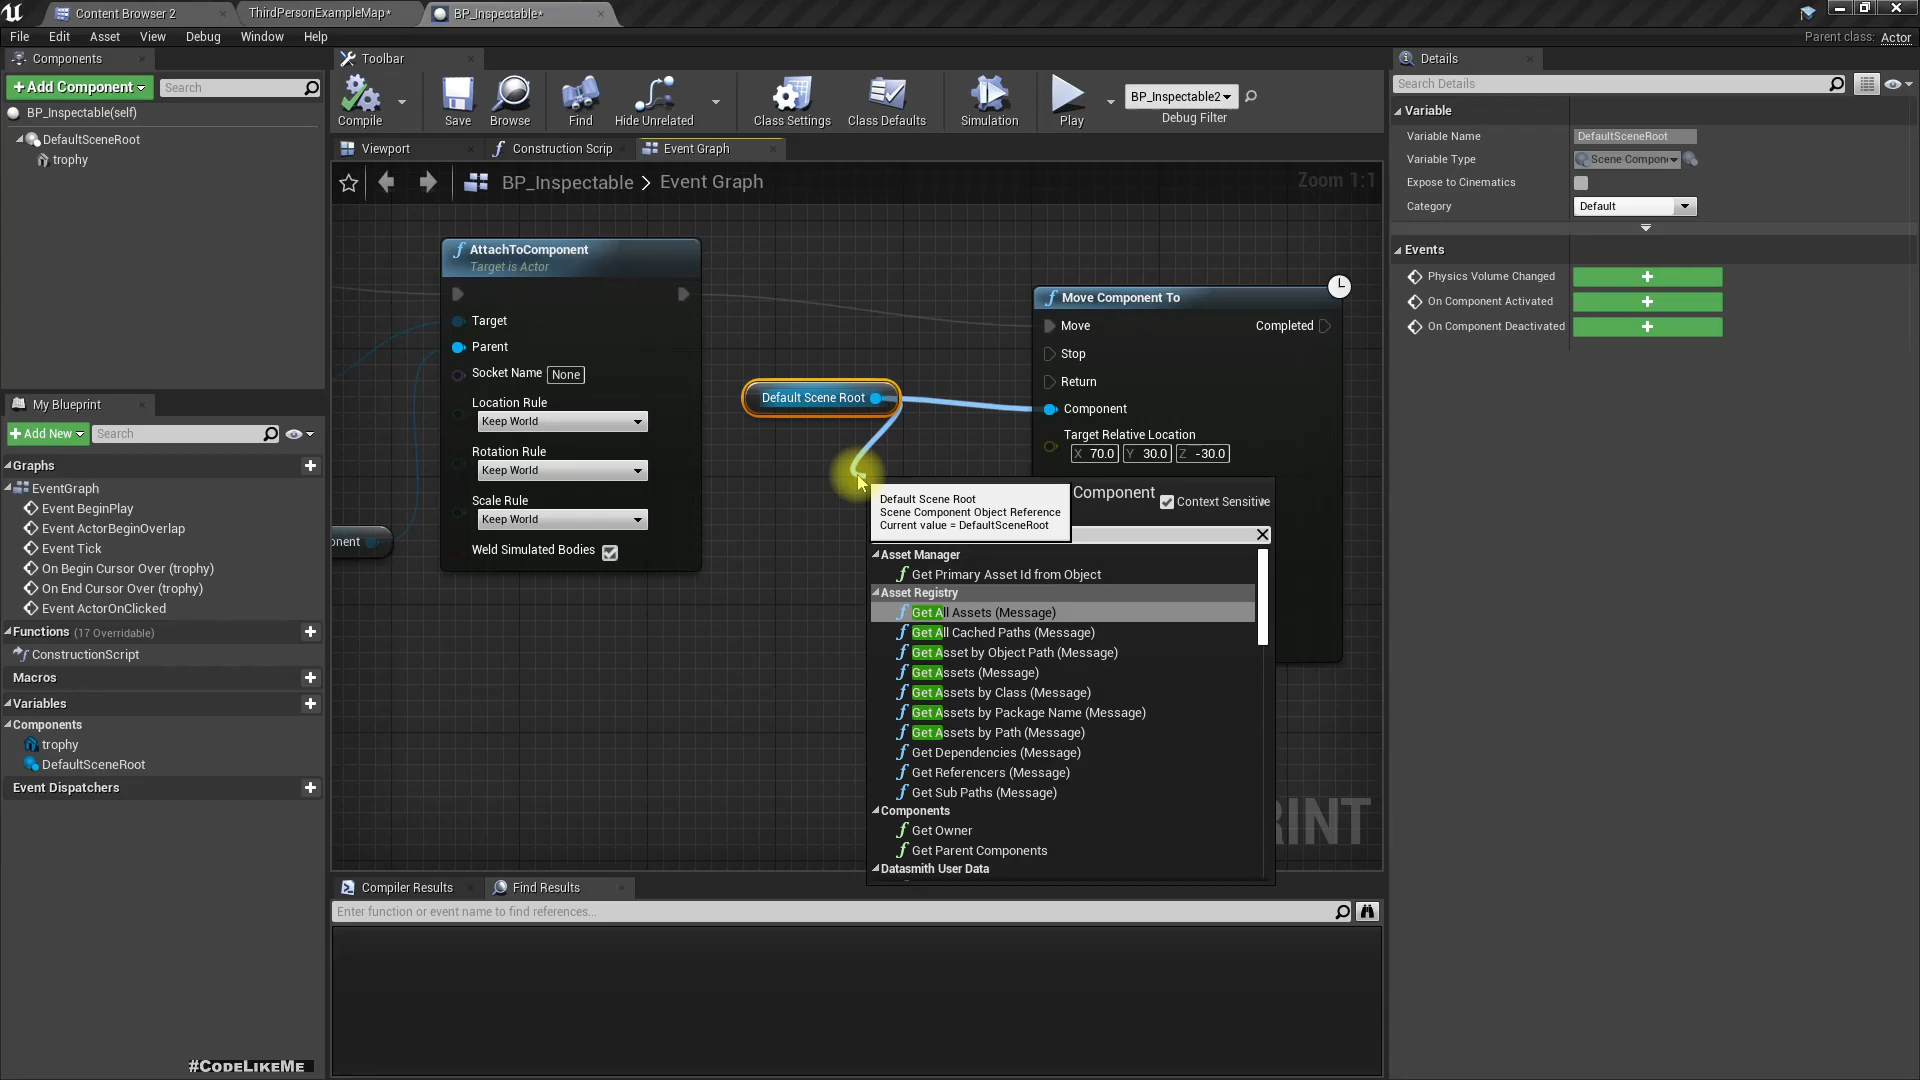 Content Browser 2
ThirdPersonExampleMap*
BP_Inspectable*
File Edit Asset View Debug Window Help
Parent class: Actor
Components
Add Component
Search
BP_Inspectable(self)
DefaultSceneRoot
trophy
My Blueprint
Add New
Search
Graphs
EventGraph
Event BeginPlay
Event ActorBeginOverlap
Event Tick
On Begin Cursor Over (trophy)
On End Cursor Over (trophy)
Event ActorOnClicked
Functions (17 Overridable)
ConstructionScript
Macros
Variables
Components
trophy
DefaultSceneRoot
Event Dispatchers
#CodeLikeMe
Toolbar
Compile
Save
Browse
Find
Hide Unrelated
Class Settings
Class Defaults
Simulation
Play
BP_Inspectable2
Debug Filter
Viewport
Construction Scrip
Event Graph
BP_Inspectable > Event Graph
Zoom 1:1
AttachToComponent
Target is Actor
Target
Parent
Socket Name None
Location Rule
Keep World
Rotation Rule
Keep World
Scale Rule
Keep World
Weld Simulated Bodies
onent
Default Scene Root
Move Component To
Move
Completed
Stop
Return
Component
Target Relative Location
X 70.0 Y 30.0 Z -30.0
Default Scene Root
Scene Component Object Reference
Current value = DefaultSceneRoot
Component
Context Sensitive
Asset Manager
Get Primary Asset Id from Object
Asset Registry
Get All Assets (Message)
Get All Cached Paths (Message)
Get Asset by Object Path (Message)
Get Assets (Message)
Get Assets by Class (Message)
Get Assets by Package Name (Message)
Get Assets by Path (Message)
Get Dependencies (Message)
Get Referencers (Message)
Get Sub Paths (Message)
Components
Get Owner
Get Parent Components
Datasmith User Data
RINT
Compiler Results
Find Results
Enter function or event name to find references...
Details
Search Details
Variable
Variable Name DefaultSceneRoot
Variable Type Scene Compon
Expose to Cinematics
Category Default
Events
Physics Volume Changed
On Component Activated
On Component Deactivated